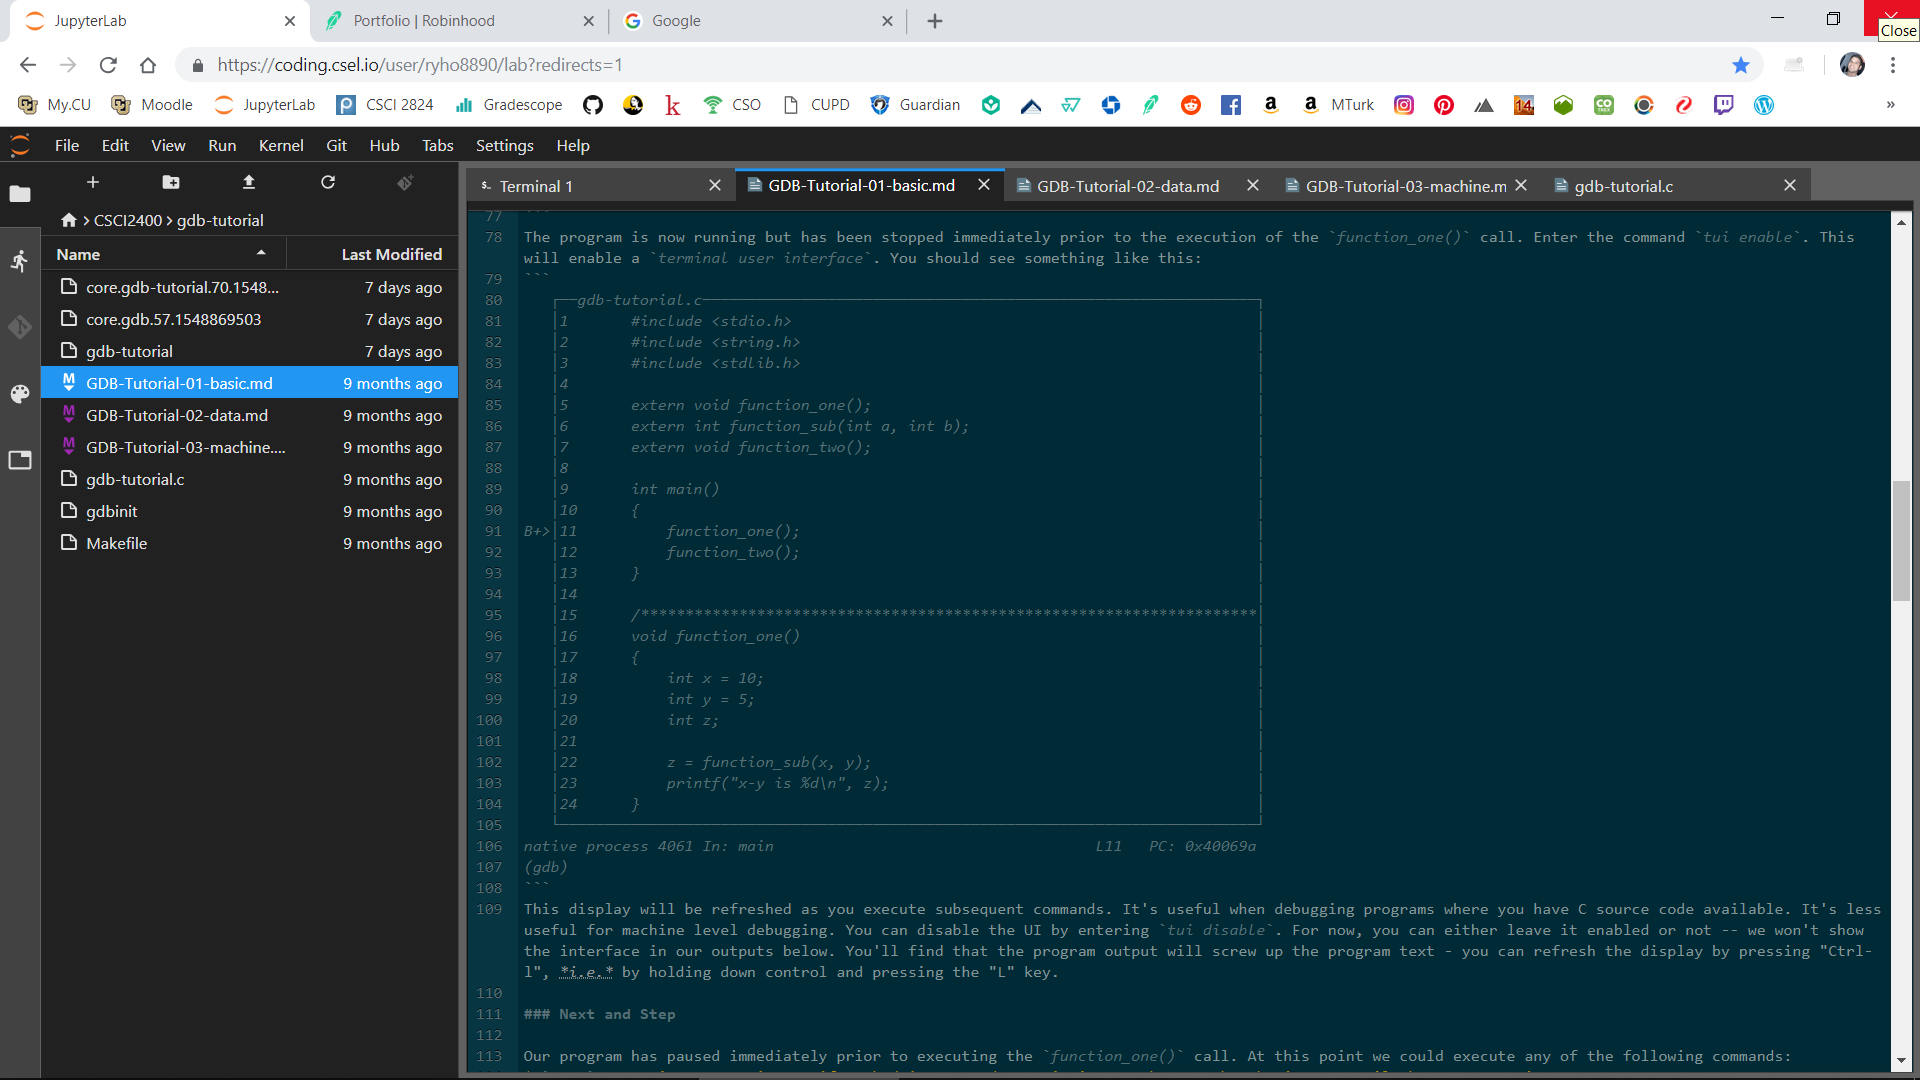 JupyterLab
Portfolio | Robinhood
Google
Close
https://coding.csel.io/user/ryho8890/lab?redirects=1
My.CU
Moodle
JupyterLab
CSCI 2824
Gradescope
CSO
CUPD
Guardian
MTurk
»
File Edit View Run Kernel Git Hub Tabs Settings Help
Terminal 1
GDB-Tutorial-01-basic.md
GDB-Tutorial-02-data.md
GDB-Tutorial-03-machine.m
gdb-tutorial.c
> CSCI2400 > gdb-tutorial
Name Last Modified
core.gdb-tutorial.70.1548... 7 days ago
core.gdb.57.1548869503 7 days ago
gdb-tutorial 7 days ago
GDB-Tutorial-01-basic.md 9 months ago
GDB-Tutorial-02-data.md 9 months ago
GDB-Tutorial-03-machine.... 9 months ago
gdb-tutorial.c 9 months ago
gdbinit 9 months ago
Makefile 9 months ago
77 ```
78 The program is now running but has been stopped immediately prior to the execution of the `function_one()` call. Enter the command `tui enable`. This
will enable a `terminal user interface`. You should see something like this:
79 ```
80 ┌──gdb-tutorial.c──────────────────────────────┐
81 │1 #include <stdio.h> │
82 │2 #include <string.h> │
83 │3 #include <stdlib.h> │
84 │4 │
85 │5 extern void function_one(); │
86 │6 extern int function_sub(int a, int b); │
87 │7 extern void function_two(); │
88 │8 │
89 │9 int main() │
90 │10 { │
91 B+>│11 function_one(); │
92 │12 function_two(); │
93 │13 } │
94 │14 │
95 │15 /*********************************************************************│
96 │16 void function_one() │
97 │17 { │
98 │18 int x = 10; │
99 │19 int y = 5; │
100 │20 int z; │
101 │21 │
102 │22 z = function_sub(x, y); │
103 │23 printf("x-y is %d\n", z); │
104 │24 } │
105 └──────────────────────────────────────────────┘
106 native process 4061 In: main L11 PC: 0x40069a
107 (gdb)
108 ```
109 This display will be refreshed as you execute subsequent commands. It's useful when debugging programs where you have C source code available. It's less
useful for machine level debugging. You can disable the UI by entering `tui disable`. For now, you can either leave it enabled or not -- we won't show
the interface in our outputs below. You'll find that the program output will screw up the program text - you can refresh the display by pressing "Ctrl-
l", *i.e.* by holding down control and pressing the "L" key.
110
111 ### Next and Step
112
113 Our program has paused immediately prior to executing the `function_one()` call. At this point we could execute any of the following commands: